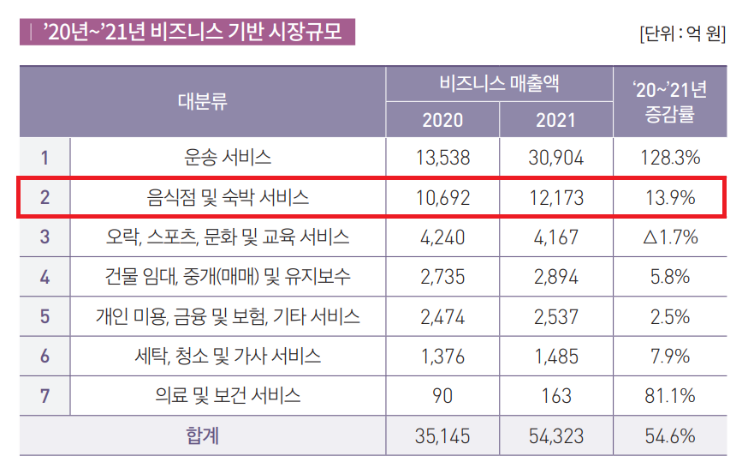 ’20년~’21년 비즈니스 기반 시장규모
[단위 : 억 원]
대분류 비즈니스 매출액 ‘20~’21년 증감률
2020 2021
1 운송 서비스 13,538 30,904 128.3%
2 음식점 및 숙박 서비스 10,692 12,173 13.9%
3 오락, 스포츠, 문화 및 교육 서비스 4,240 4,167 △1.7%
4 건물 임대, 중개(매매) 및 유지보수 2,735 2,894 5.8%
5 개인 미용, 금융 및 보험, 기타 서비스 2,474 2,537 2.5%
6 세탁, 청소 및 가사 서비스 1,376 1,485 7.9%
7 의료 및 보건 서비스 90 163 81.1%
합계 35,145 54,323 54.6%